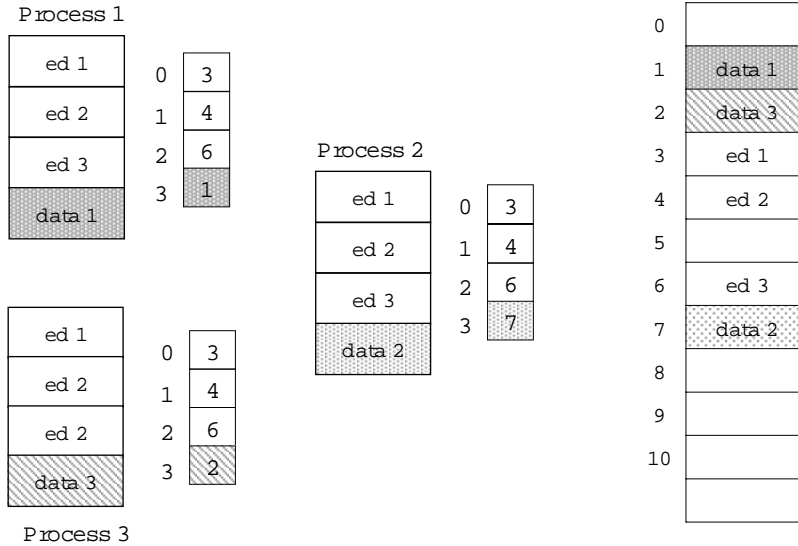 Process 1
ed 1
ed 2
ed 3
data 1
0 3
1 4
2 6
3 1
Process 2
ed 1
ed 2
ed 3
data 2
0 3
1 4
2 6
3 7
ed 1
ed 2
ed 2
data 3
Process 3
0 3
1 4
2 6
3 2
0
1 data 1
2 data 3
3 ed 1
4 ed 2
5
6 ed 3
7 data 2
8
9
10